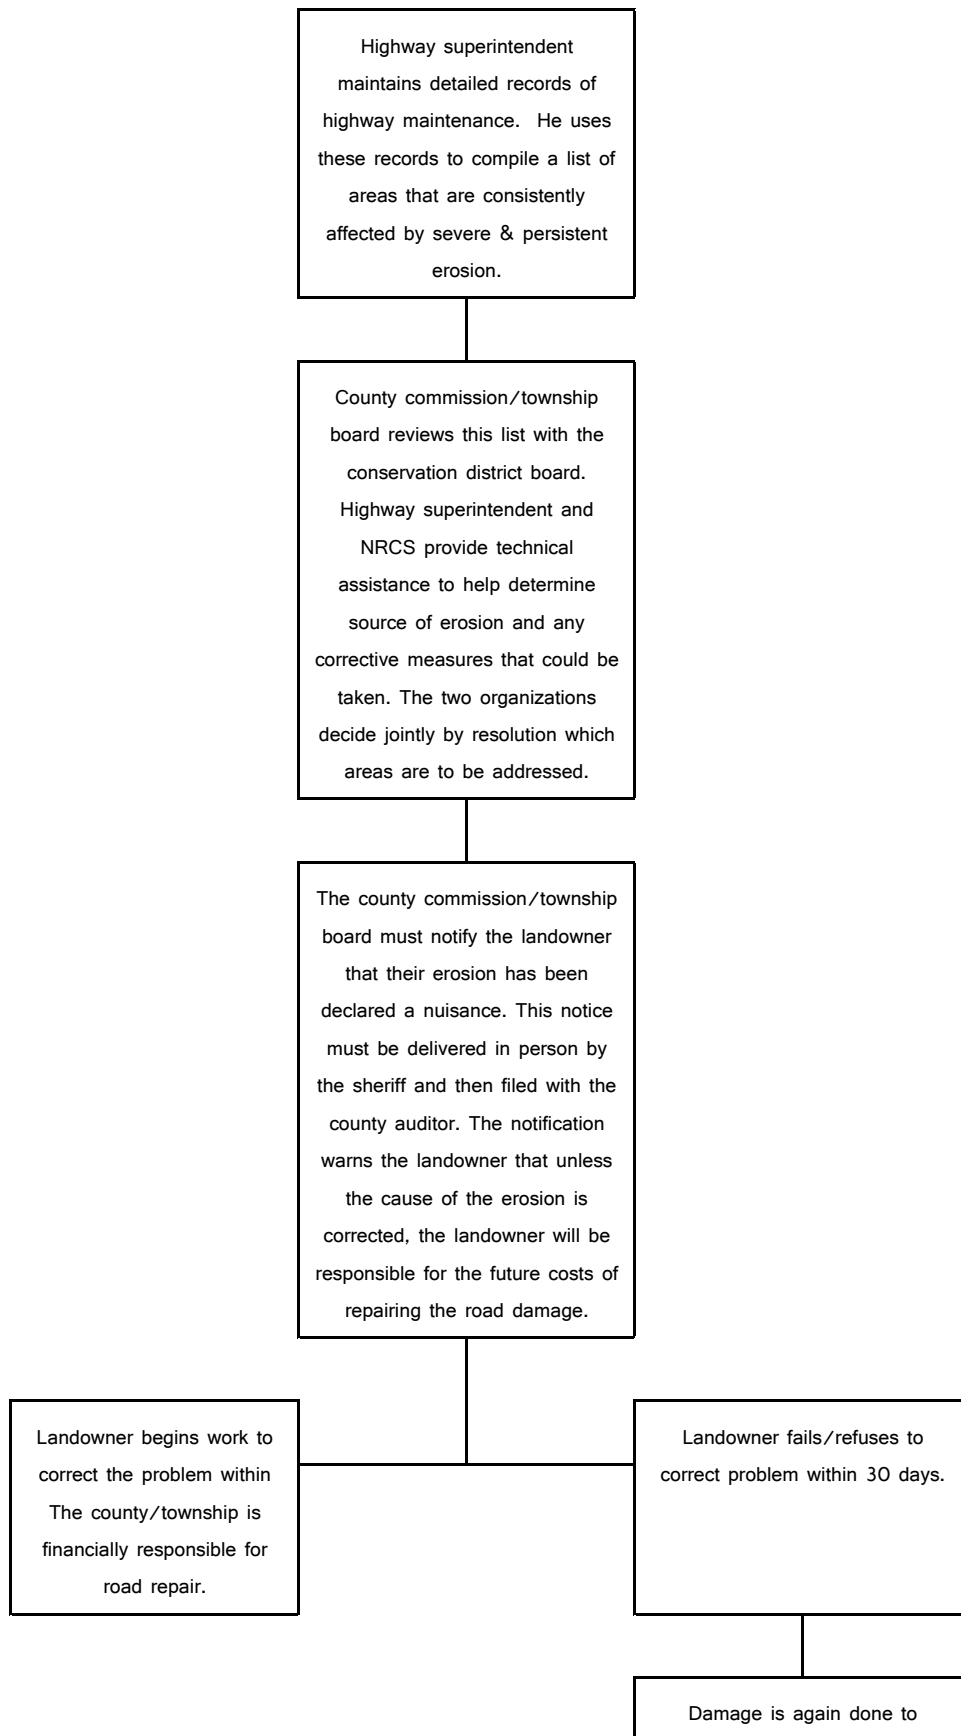 Highway superintendent
maintains detailed records of
highway maintenance. He uses
these records to compile a list of
areas that are consistently
affected by severe & persistent
erosion.
County commission/township
board reviews this list with the
conservation district board.
Highway superintendent and
NRCS provide technical
assistance to help determine
source of erosion and any
corrective measures that could be
taken. The two organizations
decide jointly by resolution which
areas are to be addressed.
The county commission/township
board must notify the landowner
that their erosion has been
declared a nuisance. This notice
must be delivered in person by
the sheriff and then filed with the
county auditor. The notification
warns the landowner that unless
the cause of the erosion is
corrected, the landowner will be
responsible for the future costs of
repairing the road damage.
Landowner begins work to
correct the problem within
The county/township is
financially responsible for
road repair.
Landowner fails/refuses to
correct problem within 30 days.
Damage is again done to